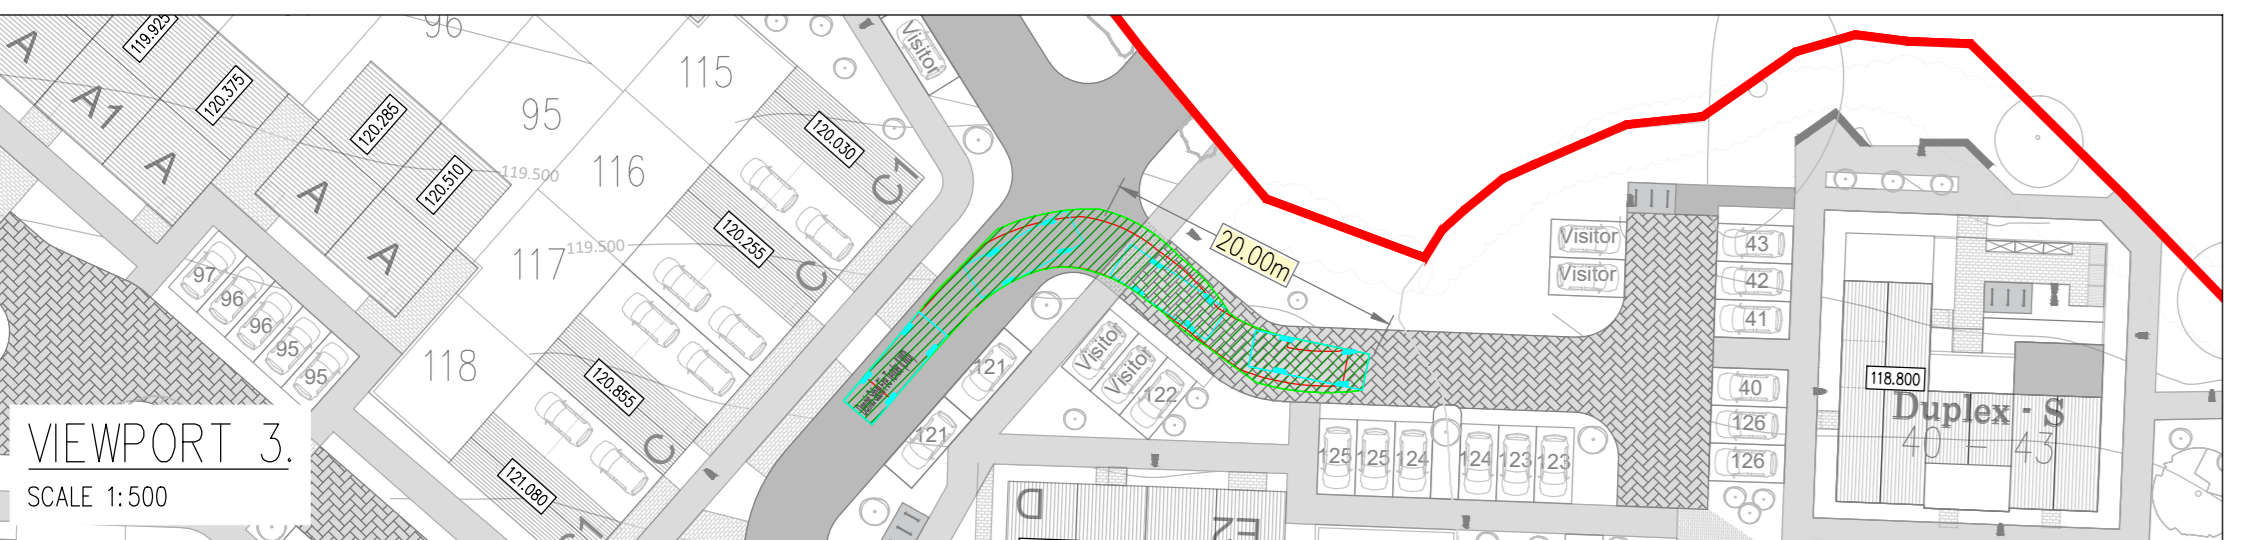 A
119.925
96
Visitor
115
A1
120.375
120.285
95
120.030
A
119.500
116
C1
120.510
A
120.255
117
119.500
C
A
20.00m
Visitor
Visitor
43
42
41
97
96
96
95
95
118
120.855
C
121
121
Visitor
Visitor
122
118.800
Duplex - S
40 - 43
40
126
126
125
125
124
124
123
123
VIEWPORT 3.
SCALE 1:500
121.080
C1
D
E2